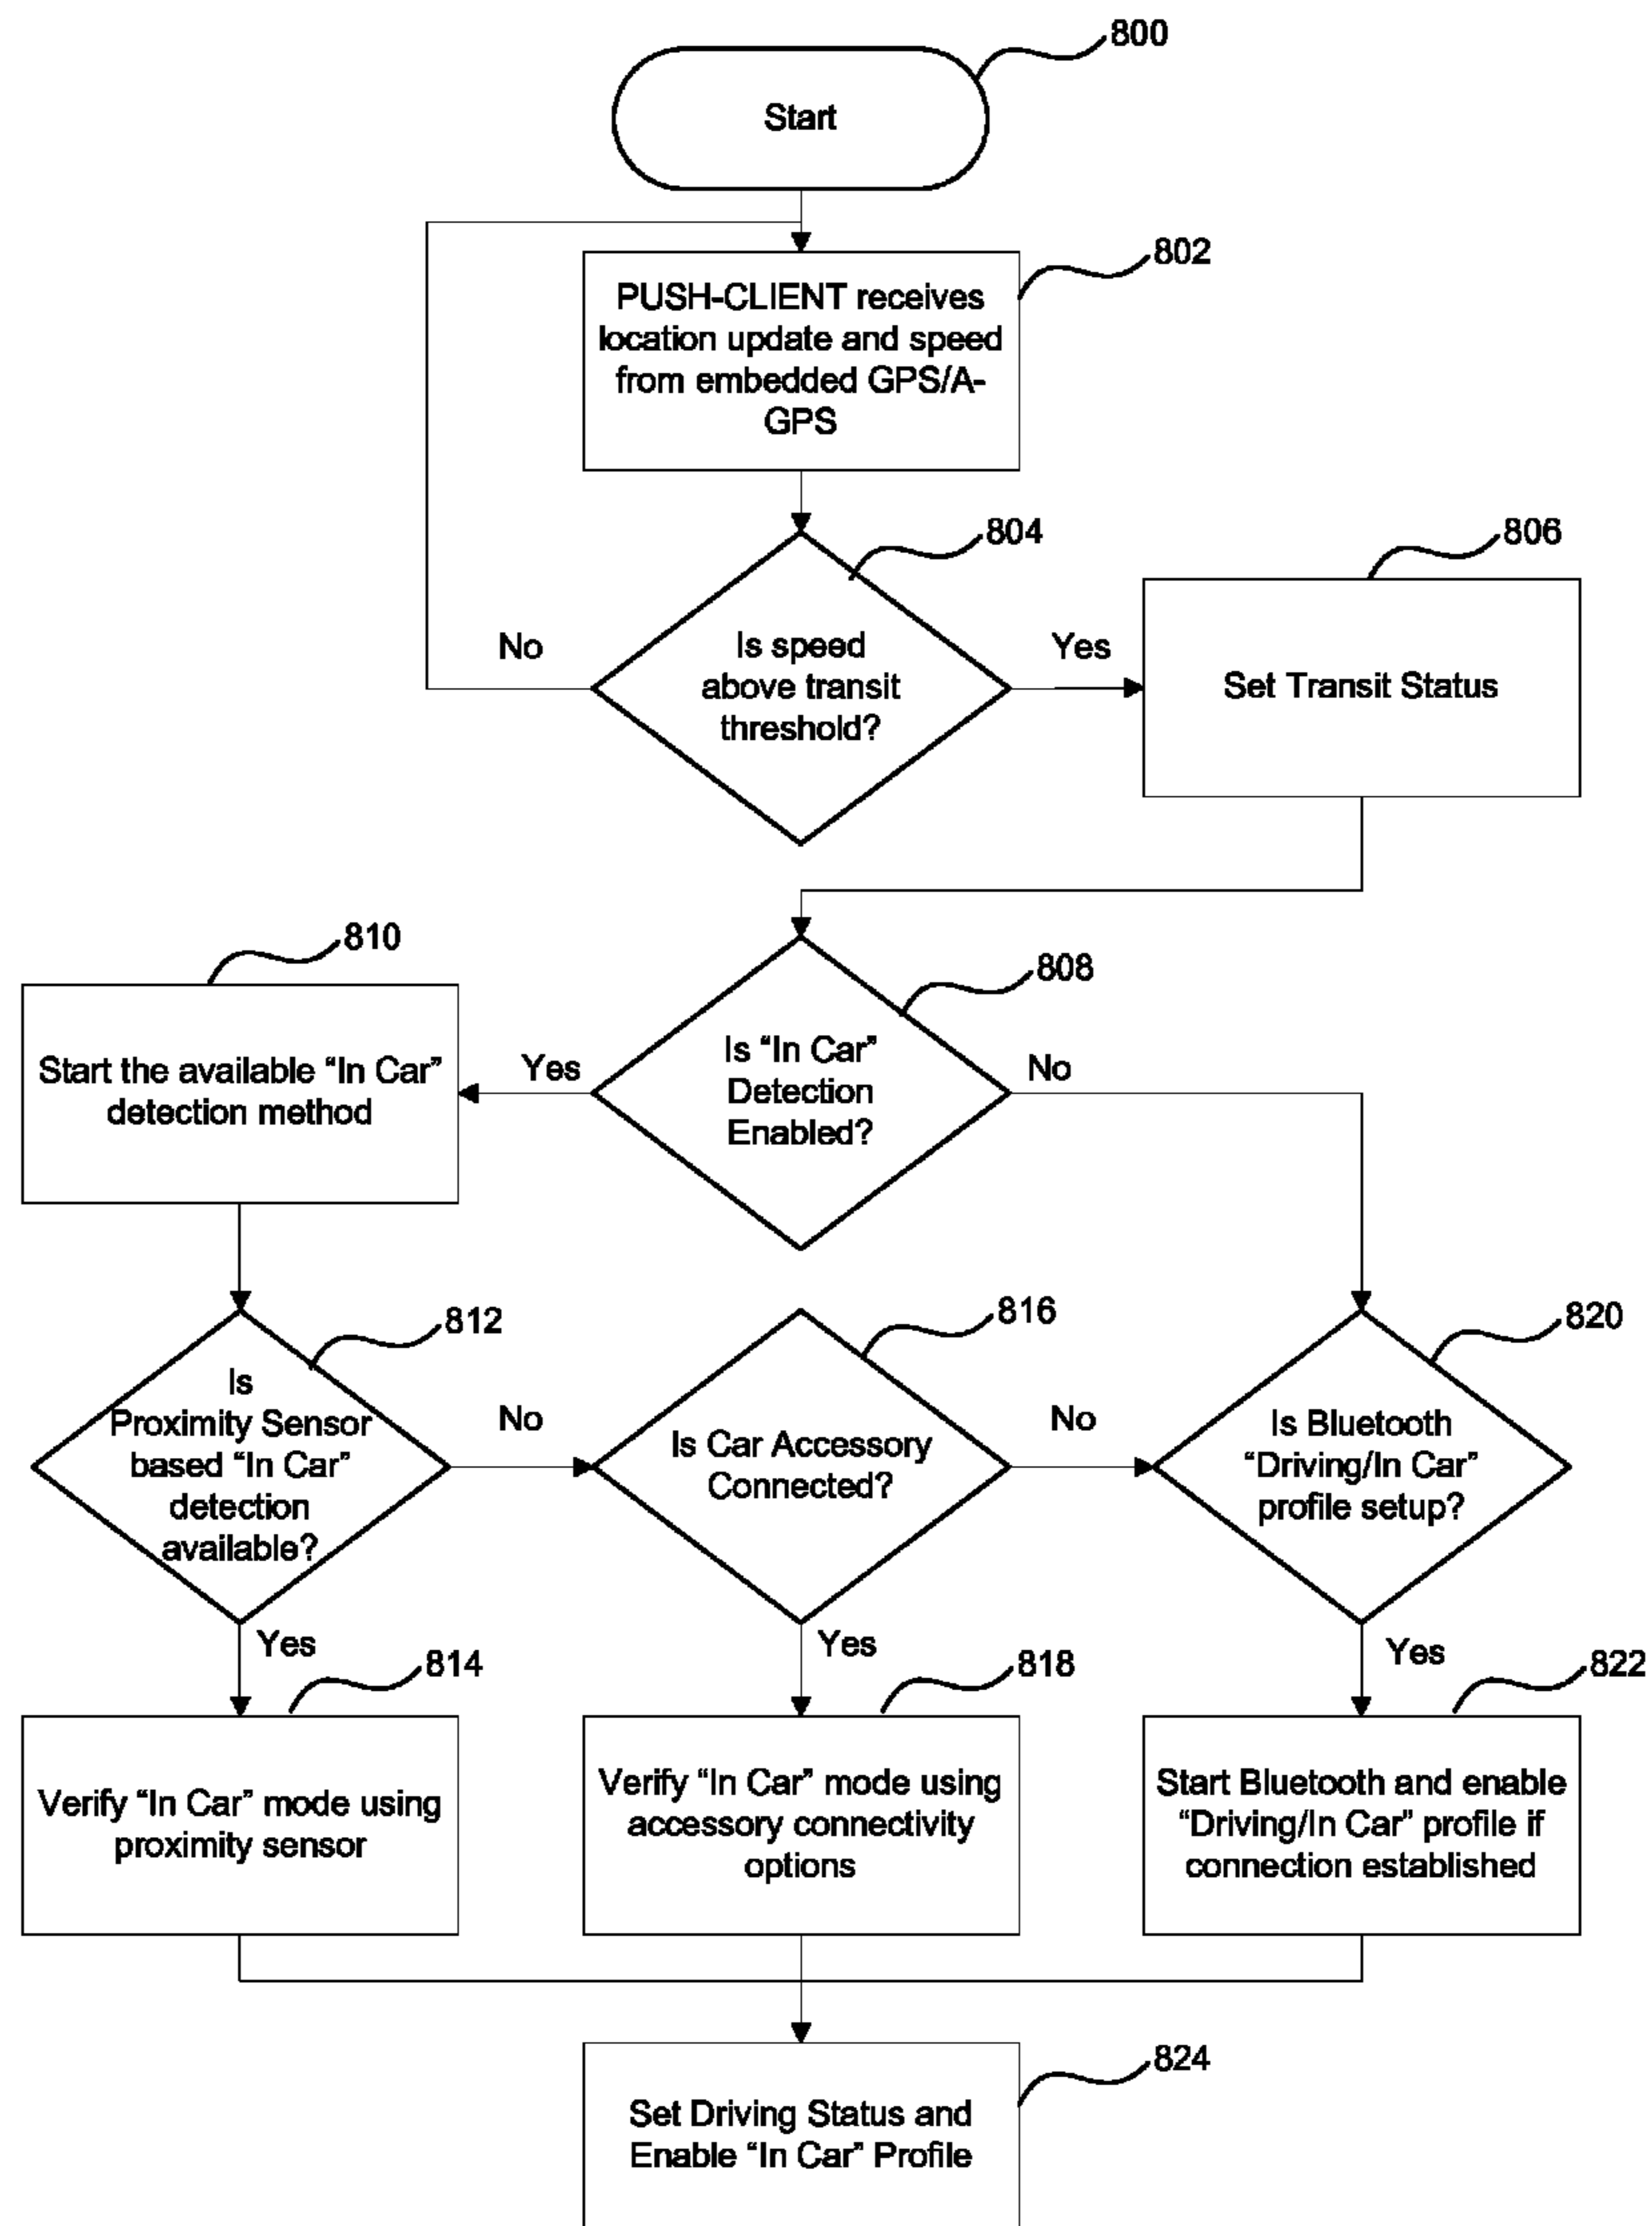 800
Start
802
PUSH-CLIENT receives
location update and speed
from embedded GPS/A-
GPS
804
806
No
Is speed
above transit
threshold?
Yes
Set Transit Status
810
808
Start the available “In Car”
detection method
Yes
Is “In Car”
Detection
Enabled?
No
812
816
820
Is
Proximity Sensor
based “In Car”
detection
available?
No
Is Car Accessory
Connected?
No
Is Bluetooth
“Driving/In Car”
profile setup?
Yes
814
Yes
818
Yes
822
Verify “In Car” mode using
proximity sensor
Verify “In Car” mode using
accessory connectivity
options
Start Bluetooth and enable
“Driving/In Car” profile if
connection established
824
Set Driving Status and
Enable “In Car” Profile